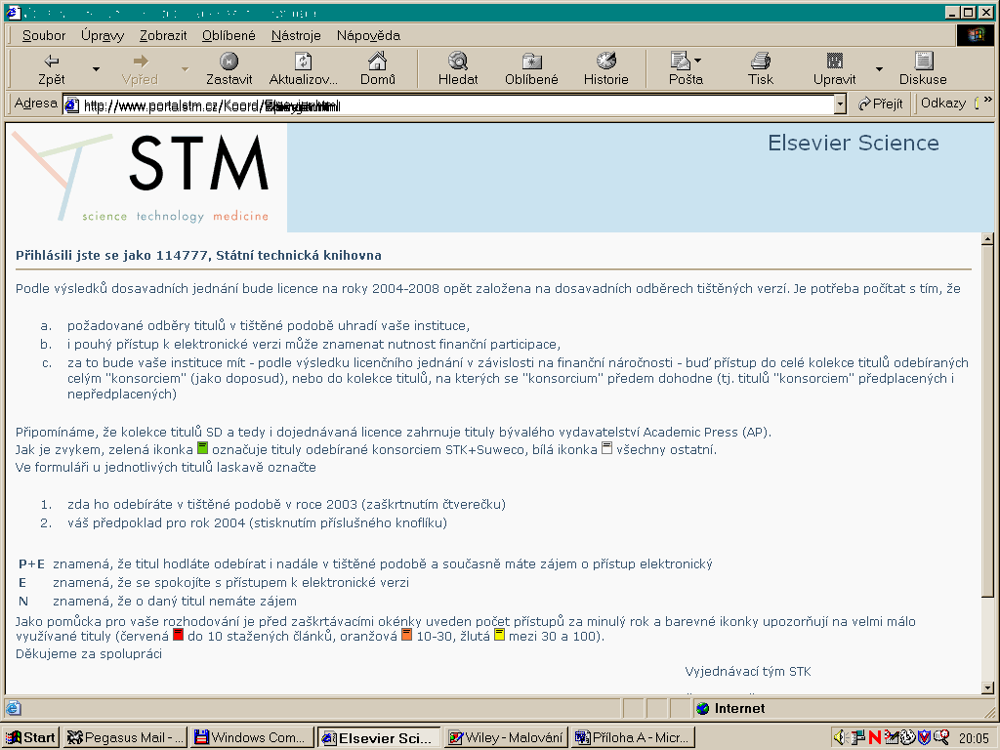 Soubor Úpravy Zobrazit Oblíbené Nástroje Nápověda
Zpět Vpřed Zastavit Aktualizov... Domů Hledat Oblíbené Historie Pošta Tisk Upravit Diskuse
Adresa http://www.portalstm.cz/Koord/ Přejít Odkazy »
STM
science technology medicine
Elsevier Science
Přihlásili jste se jako 114777, Státní technická knihovna
Podle výsledků dosavadních jednání bude licence na roky 2004-2008 opět založena na dosavadních odběrech tištěných verzí. Je potřeba počítat s tím, že
a. požadované odběry titulů v tištěné podobě uhradí vaše instituce,
b. i pouhý přístup k elektronické verzi může znamenat nutnost finanční participace,
c. za to bude vaše instituce mít - podle výsledku licenčního jednání v závislosti na finanční náročnosti - buď přístup do celé kolekce titulů odebíraných
celým "konsorciem" (jako doposud), nebo do kolekce titulů, na kterých se "konsorcium" předem dohodne (tj. titulů "konsorciem" předplacených i
nepředplacených)
Připomínáme, že kolekce titulů SD a tedy i dojednávaná licence zahrnuje tituly bývalého vydavatelství Academic Press (AP).
Jak je zvykem, zelená ikonka označuje tituly odebírané konsorciem STK+Suweco, bílá ikonka všechny ostatní.
Ve formuláři u jednotlivých titulů laskavě označte
1. zda ho odebíráte v tištěné podobě v roce 2003 (zaškrtnutím čtverečku)
2. váš předpoklad pro rok 2004 (stisknutím příslušného knoflíku)
P+E znamená, že titul hodláte odebírat i nadále v tištěné podobě a současně máte zájem o přístup elektronický
E znamená, že se spokojíte s přístupem k elektronické verzi
N znamená, že o daný titul nemáte zájem
Jako pomůcka pro vaše rozhodování je před zaškrtávacími okénky uveden počet přístupů za minulý rok a barevné ikonky upozorňují na velmi málo
využívané tituly (červená do 10 stažených článků, oranžová 10-30, žlutá mezi 30 a 100).
Děkujeme za spolupráci
Vyjednávací tým STK
Internet
Start Pegasus Mail - ... Windows Com... Elsevier Sci... Wiley - Malování Příloha A - Micr... 20:05